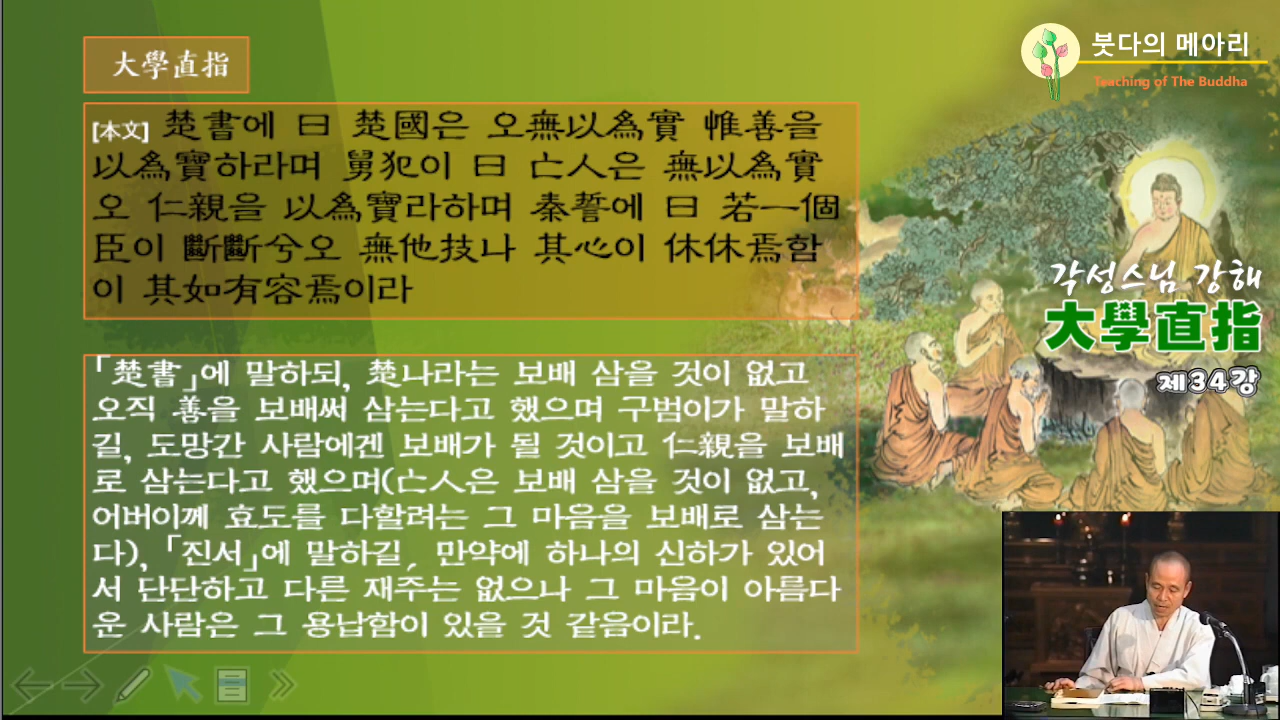 大學直指
붓다의 메아리
Teaching of The Buddha
[本文] 楚書에 曰 楚國은 오無以為實 惟善을
以為寶하라며 舅犯이 曰 亡人은 無以為實
오 仁親을 以為寶라하며 秦誓에 曰 若一個
臣이 斷斷兮오 無他技나 其心이 休休焉함
이 其如有容焉이라
「楚書」에 말하되, 楚나라는 보배 삼을 것이 없고
오직 善을 보배써 삼는다고 했으며 구범이가 말하
길, 도망간 사람에겐 보배가 될 것이고 仁親을 보배
로 삼는다고 했으며(亡人은 보배 삼을 것이 없고,
어버이께 효도를 다할려는 그 마음을 보배로 삼는
다), 「진서」에 말하길, 만약에 하나의 신하가 있어
서 단단하고 다른 재주는 없으나 그 마음이 아름다
운 사람은 그 용납함이 있을 것 같음이라.
각성스님 강해
大學直指
제34강